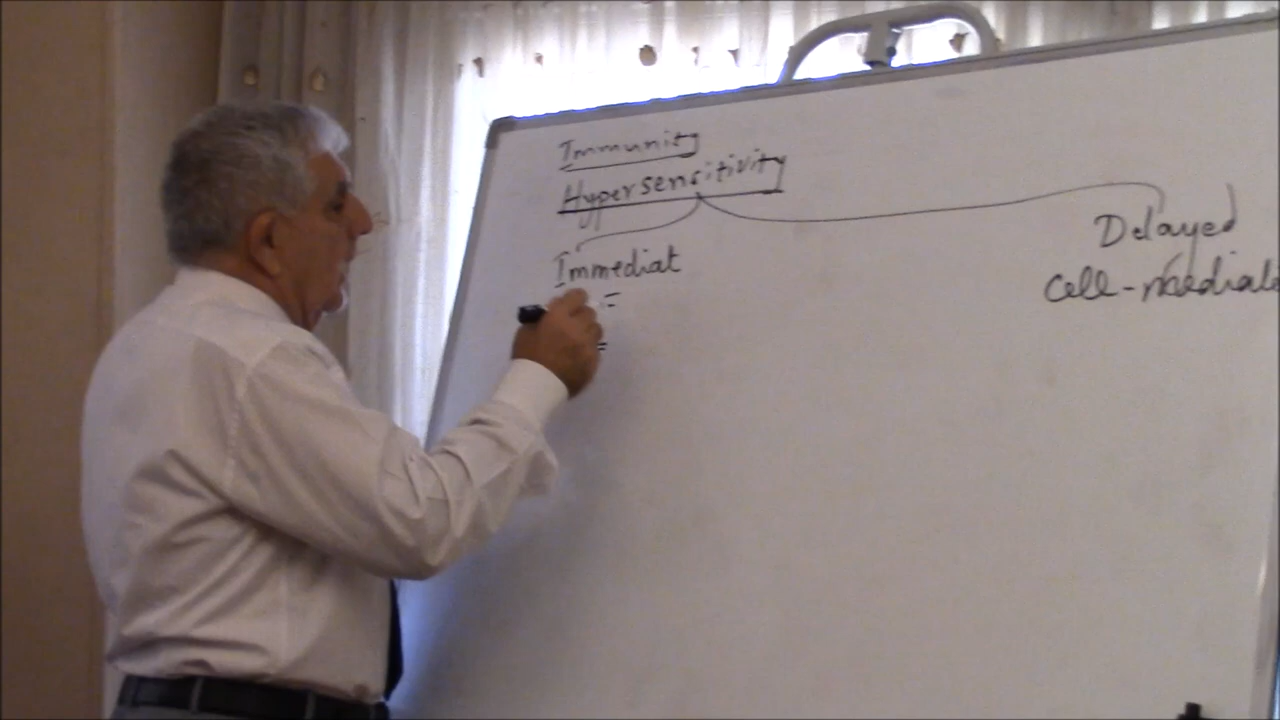 Immunity
Hypersensitivity
Immediat
=
=
Delayed
Cell-mediat